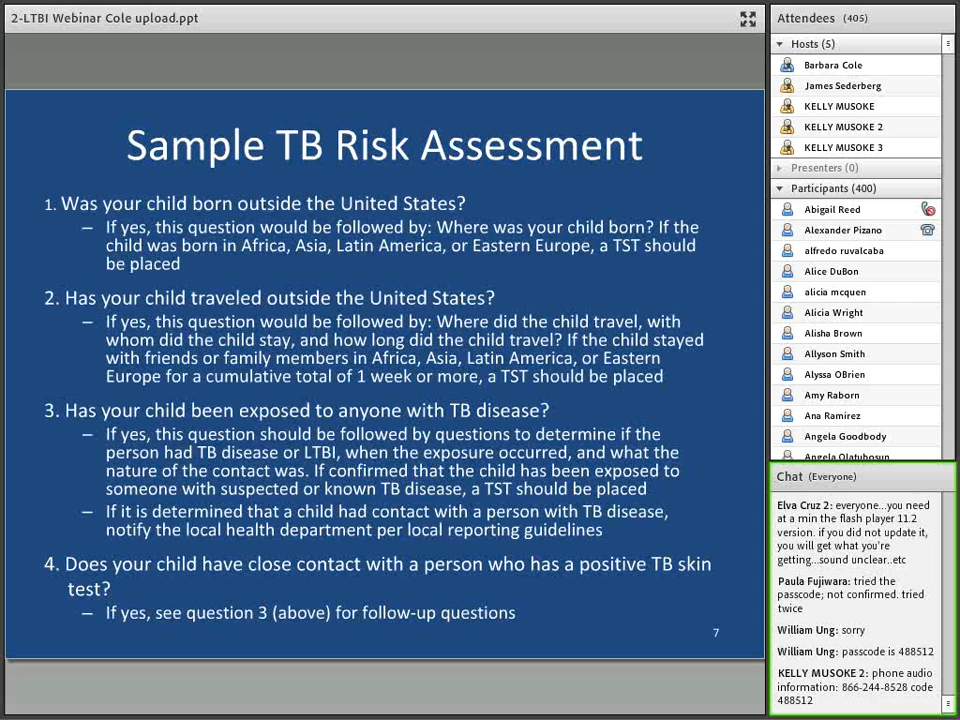 2-LTBI Webinar Cole upload.ppt
Sample TB Risk Assessment
1. Was your child born outside the United States?
– If yes, this question would be followed by: Where was your child born? If the
child was born in Africa, Asia, Latin America, or Eastern Europe, a TST should
be placed
2. Has your child traveled outside the United States?
– If yes, this question would be followed by: Where did the child travel, with
whom did the child stay, and how long did the child travel? If the child stayed
with friends or family members in Africa, Asia, Latin America, or Eastern
Europe for a cumulative total of 1 week or more, a TST should be placed
3. Has your child been exposed to anyone with TB disease?
– If yes, this question should be followed by questions to determine if the
person had TB disease or LTBI, when the exposure occurred, and what the
nature of the contact was. If confirmed that the child has been exposed to
someone with suspected or known TB disease, a TST should be placed
– If it is determined that a child had contact with a person with TB disease,
notify the local health department per local reporting guidelines
4. Does your child have close contact with a person who has a positive TB skin
test?
– If yes, see question 3 (above) for follow-up questions
7
Attendees (405)
Hosts (5)
Barbara Cole
James Sederberg
KELLY MUSOKE
KELLY MUSOKE 2
KELLY MUSOKE 3
Presenters (0)
Participants (400)
Abigail Reed
Alexander Pizano
alfredo ruvalcaba
Alice DuBon
alicia mcquen
Alicia Wright
Alisha Brown
Allyson Smith
Alyssa OBrien
Amy Raborn
Ana Ramirez
Angela Goodbody
Angela Olatubosun
Chat (Everyone)
Elva Cruz 2: everyone...you need
at a min the flash player 11.2
version. if you did not update it,
you will get what you're
getting...sound unclear..etc
Paula Fujiwara: tried the
passcode; not confirmed. tried
twice
William Ung: sorry
William Ung: passcode is 488512
KELLY MUSOKE 2: phone audio
information: 866-244-8528 code
488512